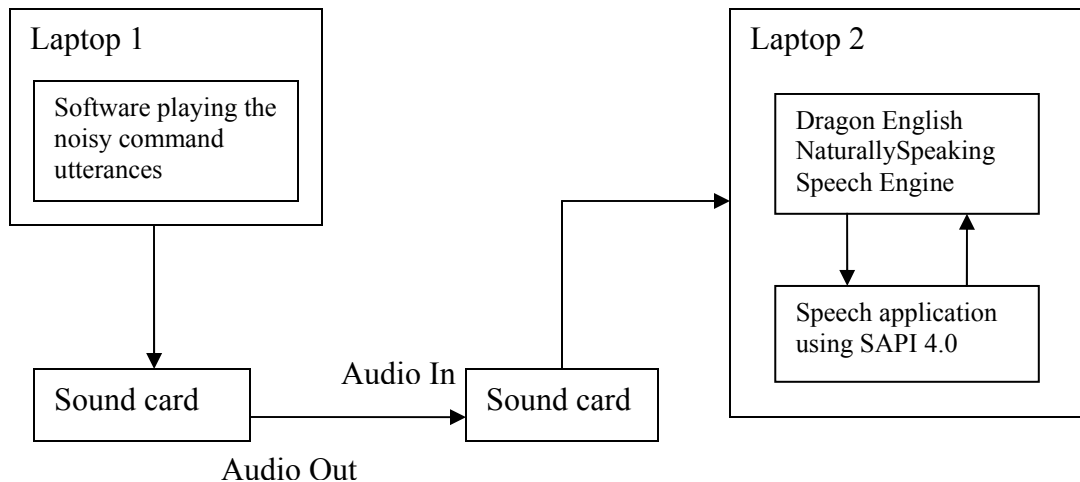 Laptop 1
Software playing the
noisy command
utterances
Sound card
Audio Out
Audio In
Sound card
Laptop 2
Dragon English
NaturallySpeaking
Speech Engine
Speech application
using SAPI 4.0